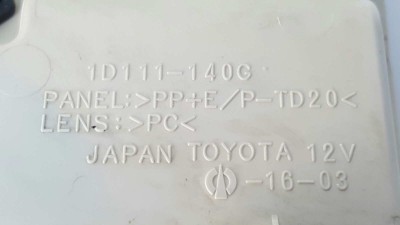 1D111-140G
PANEL:>PP+E/P-TD20<
LENS:>PC<
JAPAN TOYOTA 12V
-16-03